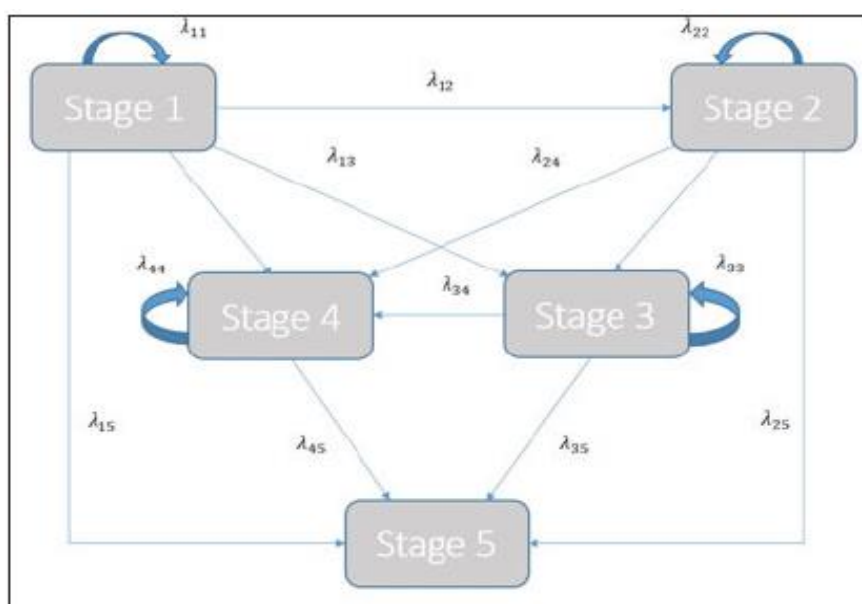 λ₁₁
λ₂₂
Stage 1
λ₁₂
Stage 2
λ₁₃
λ₂₄
λ₄₄
λ₃₄
λ₃₃
Stage 4
Stage 3
λ₁₅
λ₄₅
λ₃₅
λ₂₅
Stage 5